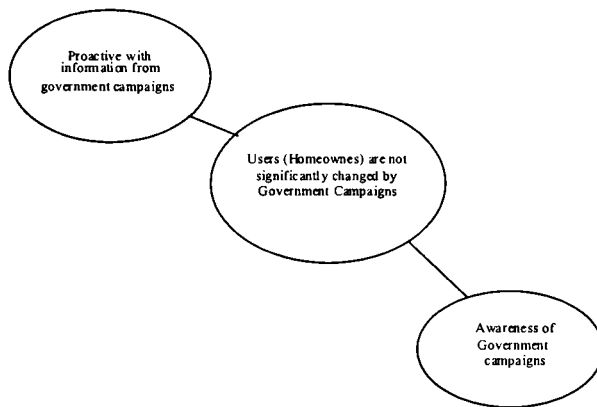 Proactive with
information from
government campaigns
Users (Homeownes) are not
significantly changed by
Government Campaigns
Awareness of
Government
campaigns